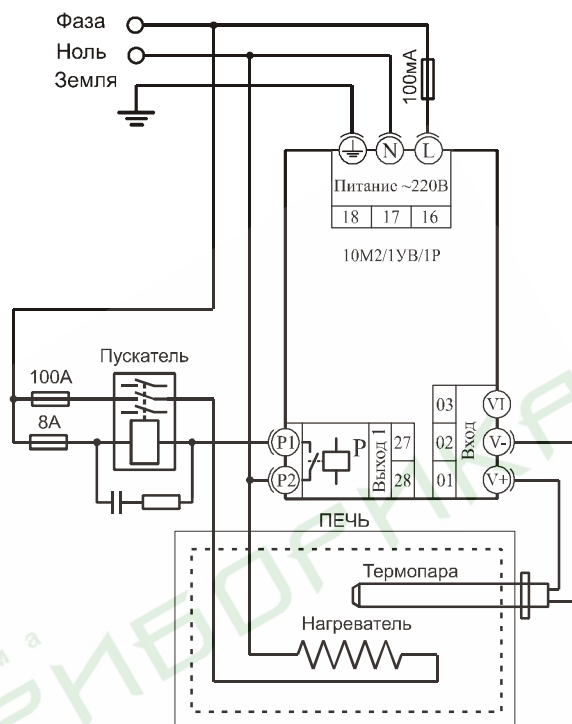 Фаза
Ноль
Земля
100мА
N
L
Питание ~220В
18 17 16
10М2/1УВ/1Р
Пускатель
100А
8А
P1
P2
Р
Выход 1
27
28
03
02
01
Вход
VI
V-
V+
ПЕЧЬ
Термопара
Нагреватель